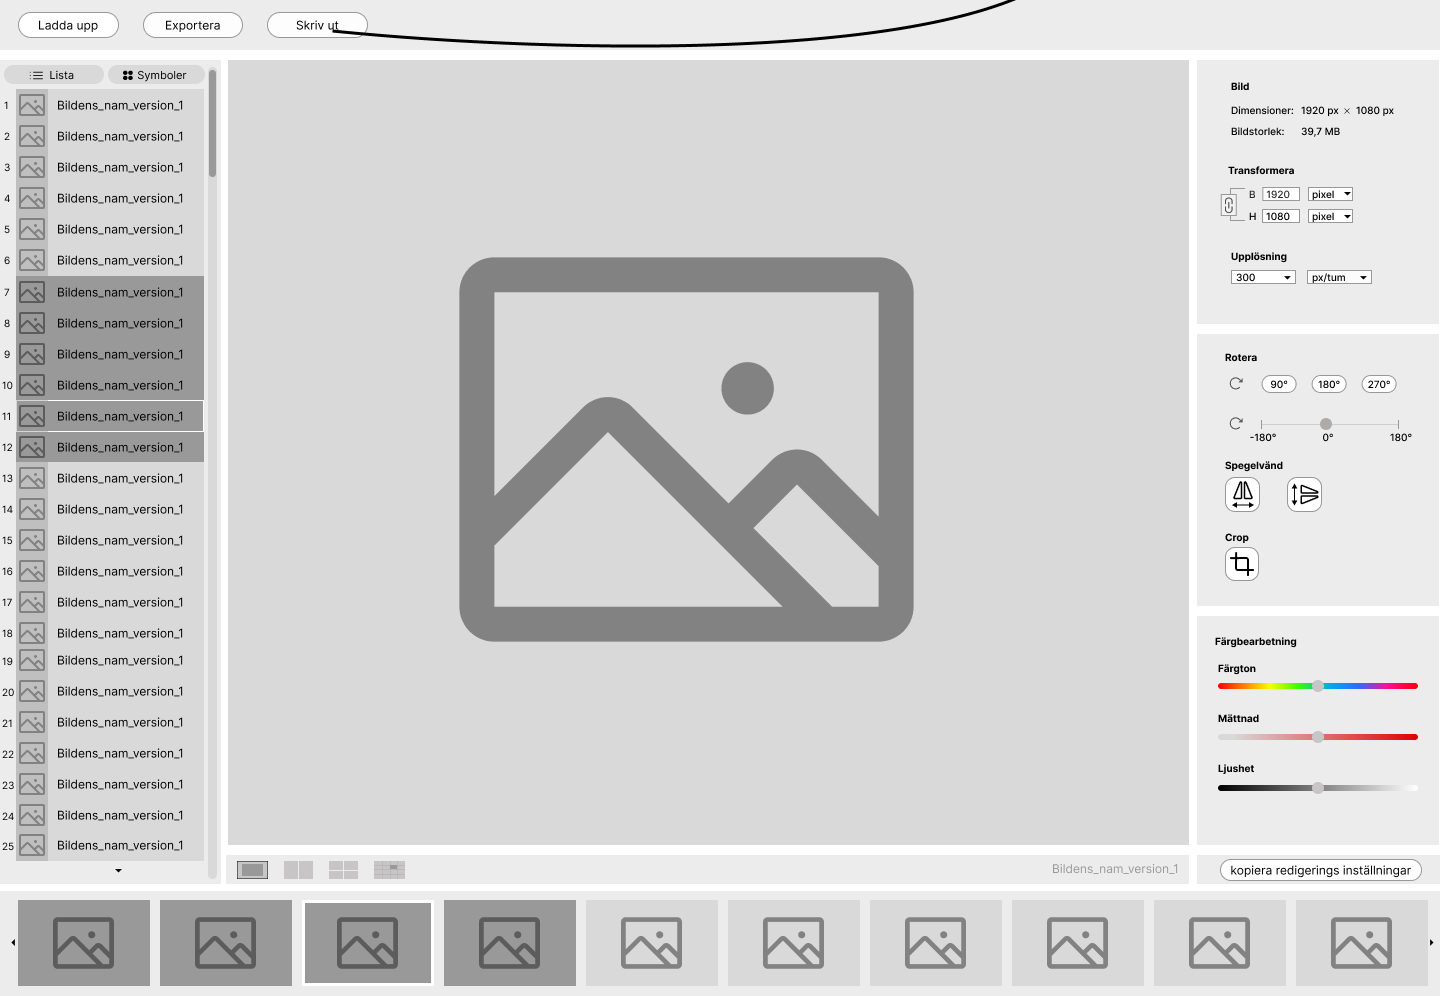 Ladda upp
Exportera
Skriv ut
Lista
Symboler
1 Bildens_nam_version_1
2 Bildens_nam_version_1
3 Bildens_nam_version_1
4 Bildens_nam_version_1
5 Bildens_nam_version_1
6 Bildens_nam_version_1
7 Bildens_nam_version_1
8 Bildens_nam_version_1
9 Bildens_nam_version_1
10 Bildens_nam_version_1
11 Bildens_nam_version_1
12 Bildens_nam_version_1
13 Bildens_nam_version_1
14 Bildens_nam_version_1
15 Bildens_nam_version_1
16 Bildens_nam_version_1
17 Bildens_nam_version_1
18 Bildens_nam_version_1
19 Bildens_nam_version_1
20 Bildens_nam_version_1
21 Bildens_nam_version_1
22 Bildens_nam_version_1
23 Bildens_nam_version_1
24 Bildens_nam_version_1
25 Bildens_nam_version_1
Bildens_nam_version_1
Bild
Dimensioner: 1920 px × 1080 px
Bildstorlek: 39,7 MB
Transformera
B 1920 pixel
H 1080 pixel
Upplösning
300 px/tum
Rotera
90° 180° 270°
-180° 0° 180°
Spegelvänd
Crop
Färgbearbetning
Färgton
Mättnad
Ljushet
kopiera redigerings inställningar